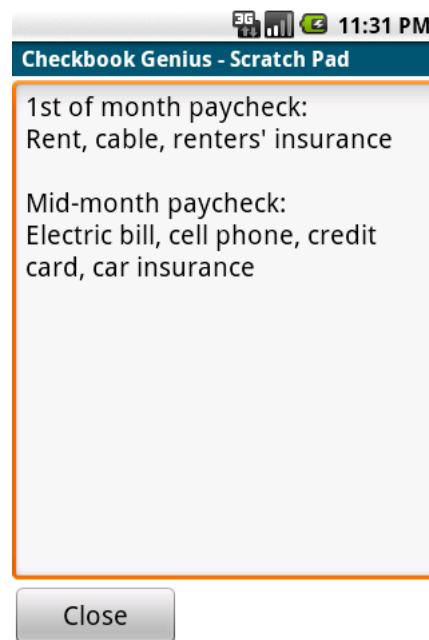 3G 11:31 PM
Checkbook Genius - Scratch Pad
1st of month paycheck:
Rent, cable, renters' insurance
Mid-month paycheck:
Electric bill, cell phone, credit
card, car insurance
Close